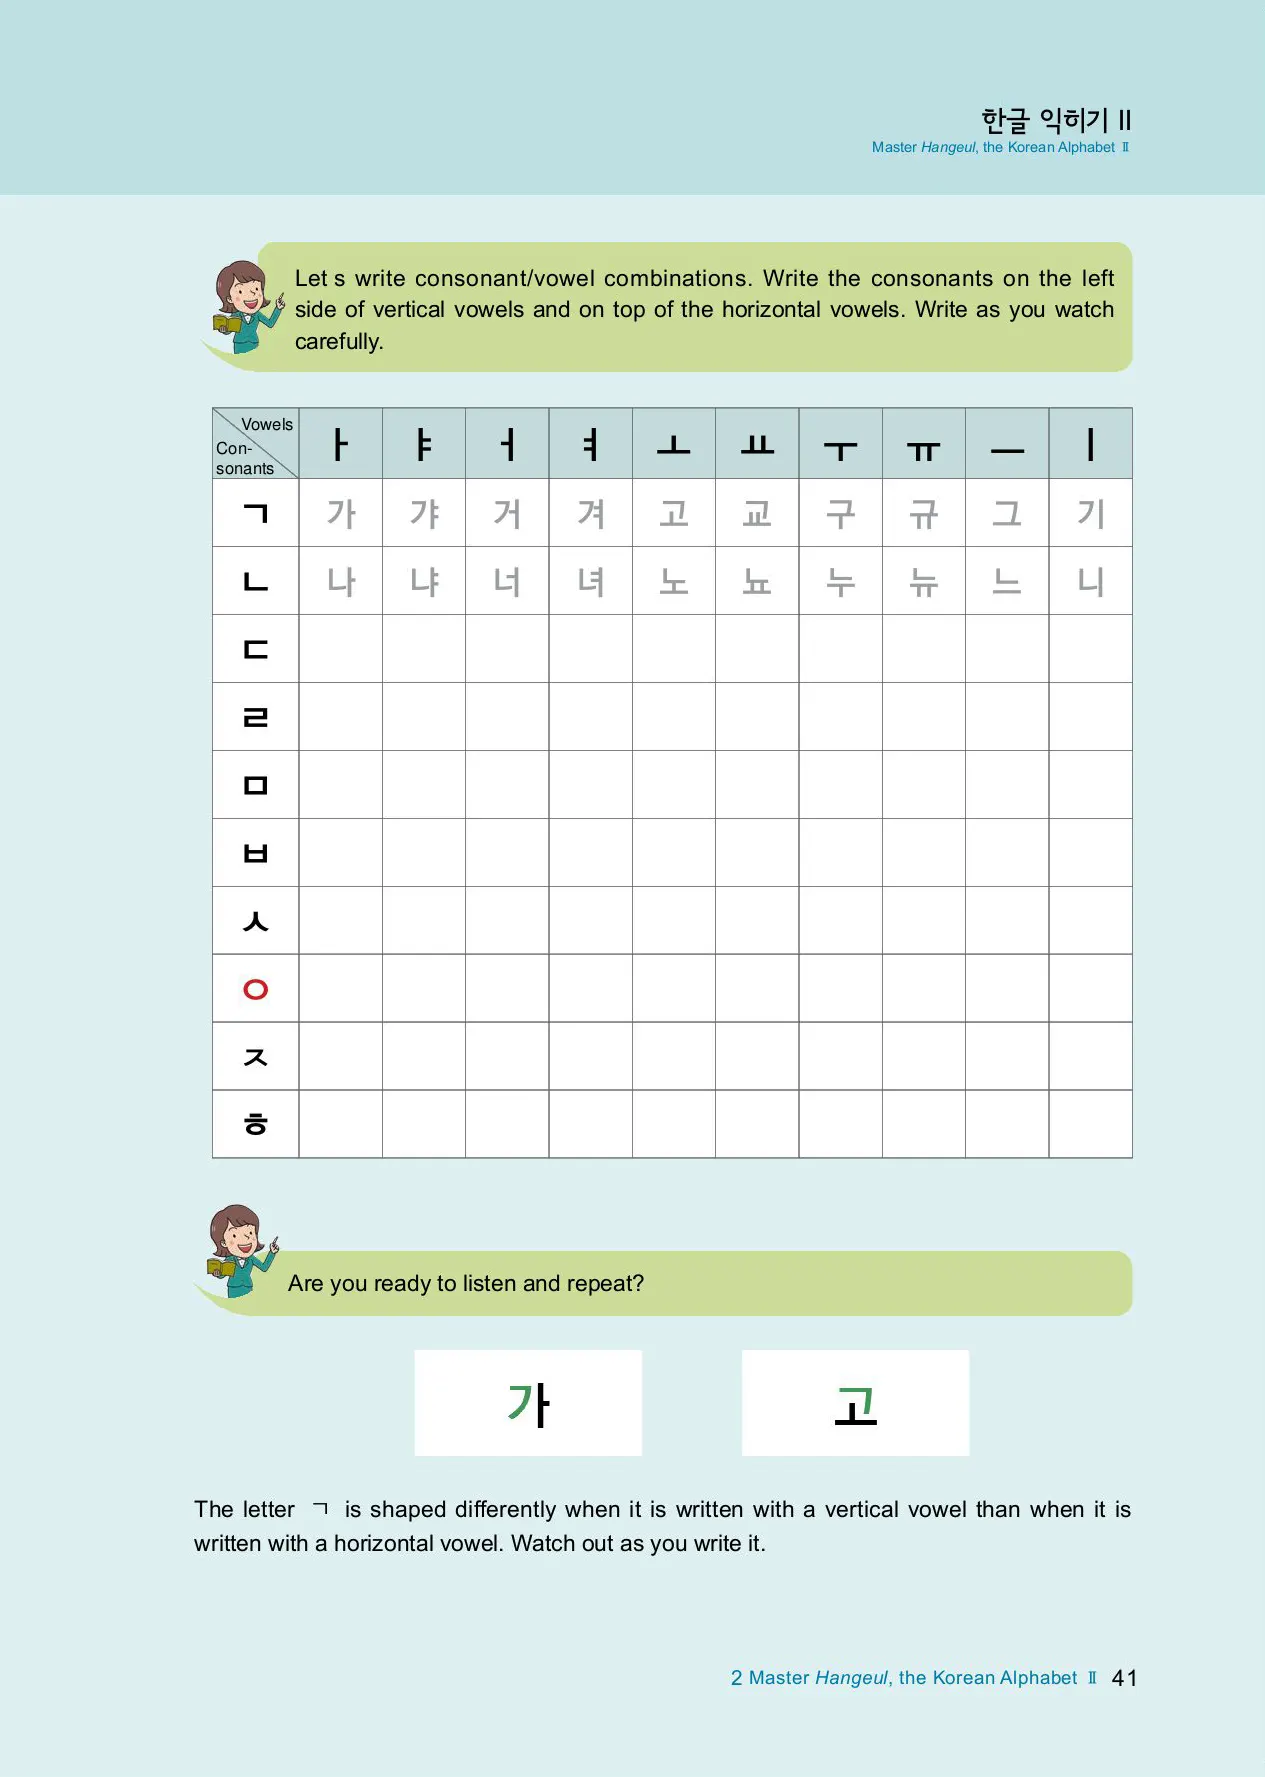 한글 익히기 II
Master Hangeul, the Korean Alphabet Ⅱ
Let s write consonant/vowel combinations. Write the consonants on the left
side of vertical vowels and on top of the horizontal vowels. Write as you watch
carefully.
Vowels
Con-
sonants
ㅏ ㅑ ㅓ ㅕ ㅗ ㅛ ㅜ ㅠ ㅡ ㅣ
ㄱ 가 갸 거 겨 고 교 구 규 그 기
ㄴ 나 냐 너 녀 노 뇨 누 뉴 느 니
ㄷ
ㄹ
ㅁ
ㅂ
ㅅ
ㅇ
ㅈ
ㅎ
Are you ready to listen and repeat?
가 고
The letter ㄱ is shaped differently when it is written with a vertical vowel than when it is
written with a horizontal vowel. Watch out as you write it.
2 Master Hangeul, the Korean Alphabet Ⅱ 41